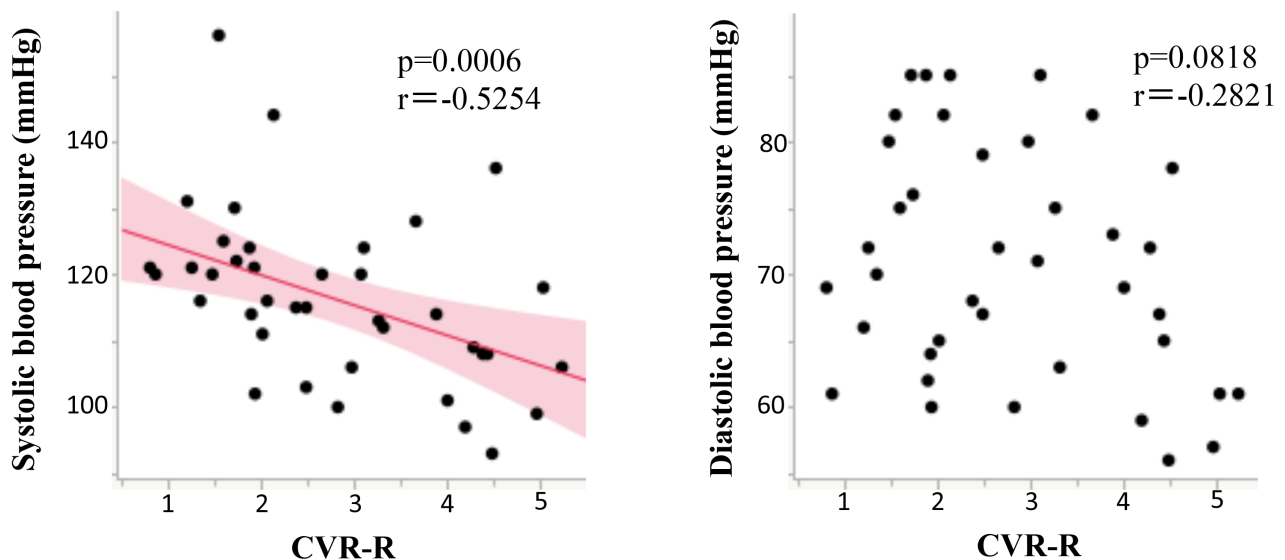 Systolic blood pressure (mmHg)
140
120
100
p=0.0006
r=-0.5254
1 2 3 4 5
CVR-R
Diastolic blood pressure (mmHg)
80
70
60
p=0.0818
r=-0.2821
1 2 3 4 5
CVR-R